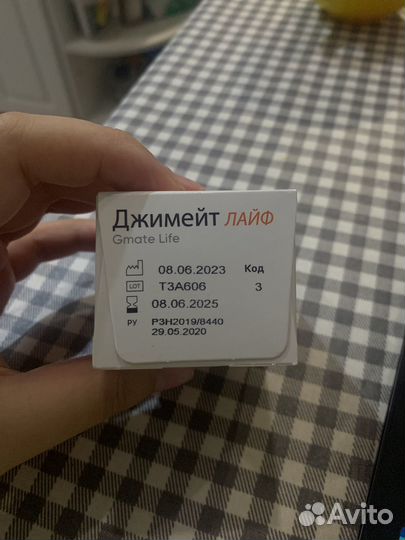 Джимейт ЛАЙФ
Gmate Life
08.06.2023 Код
LOT T3A606 3
08.06.2025
РУ РЗН2019/8440
29.05.2020
Avito